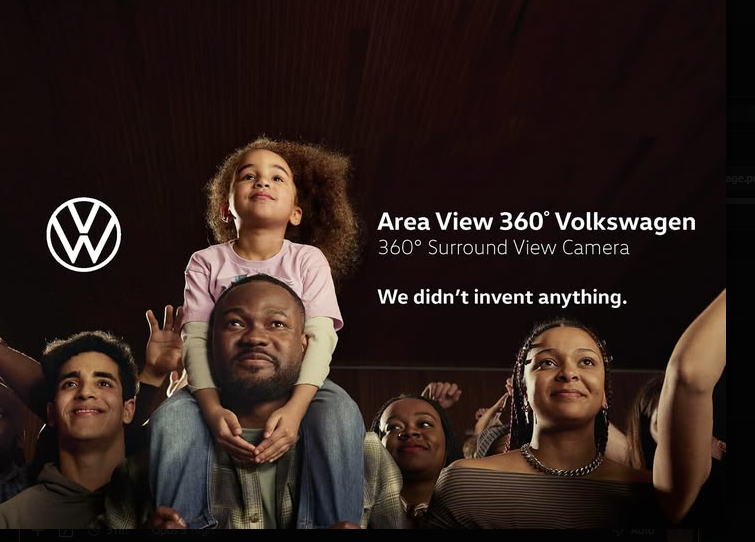 Area View 360° Volkswagen
360° Surround View Camera
We didn't invent anything.